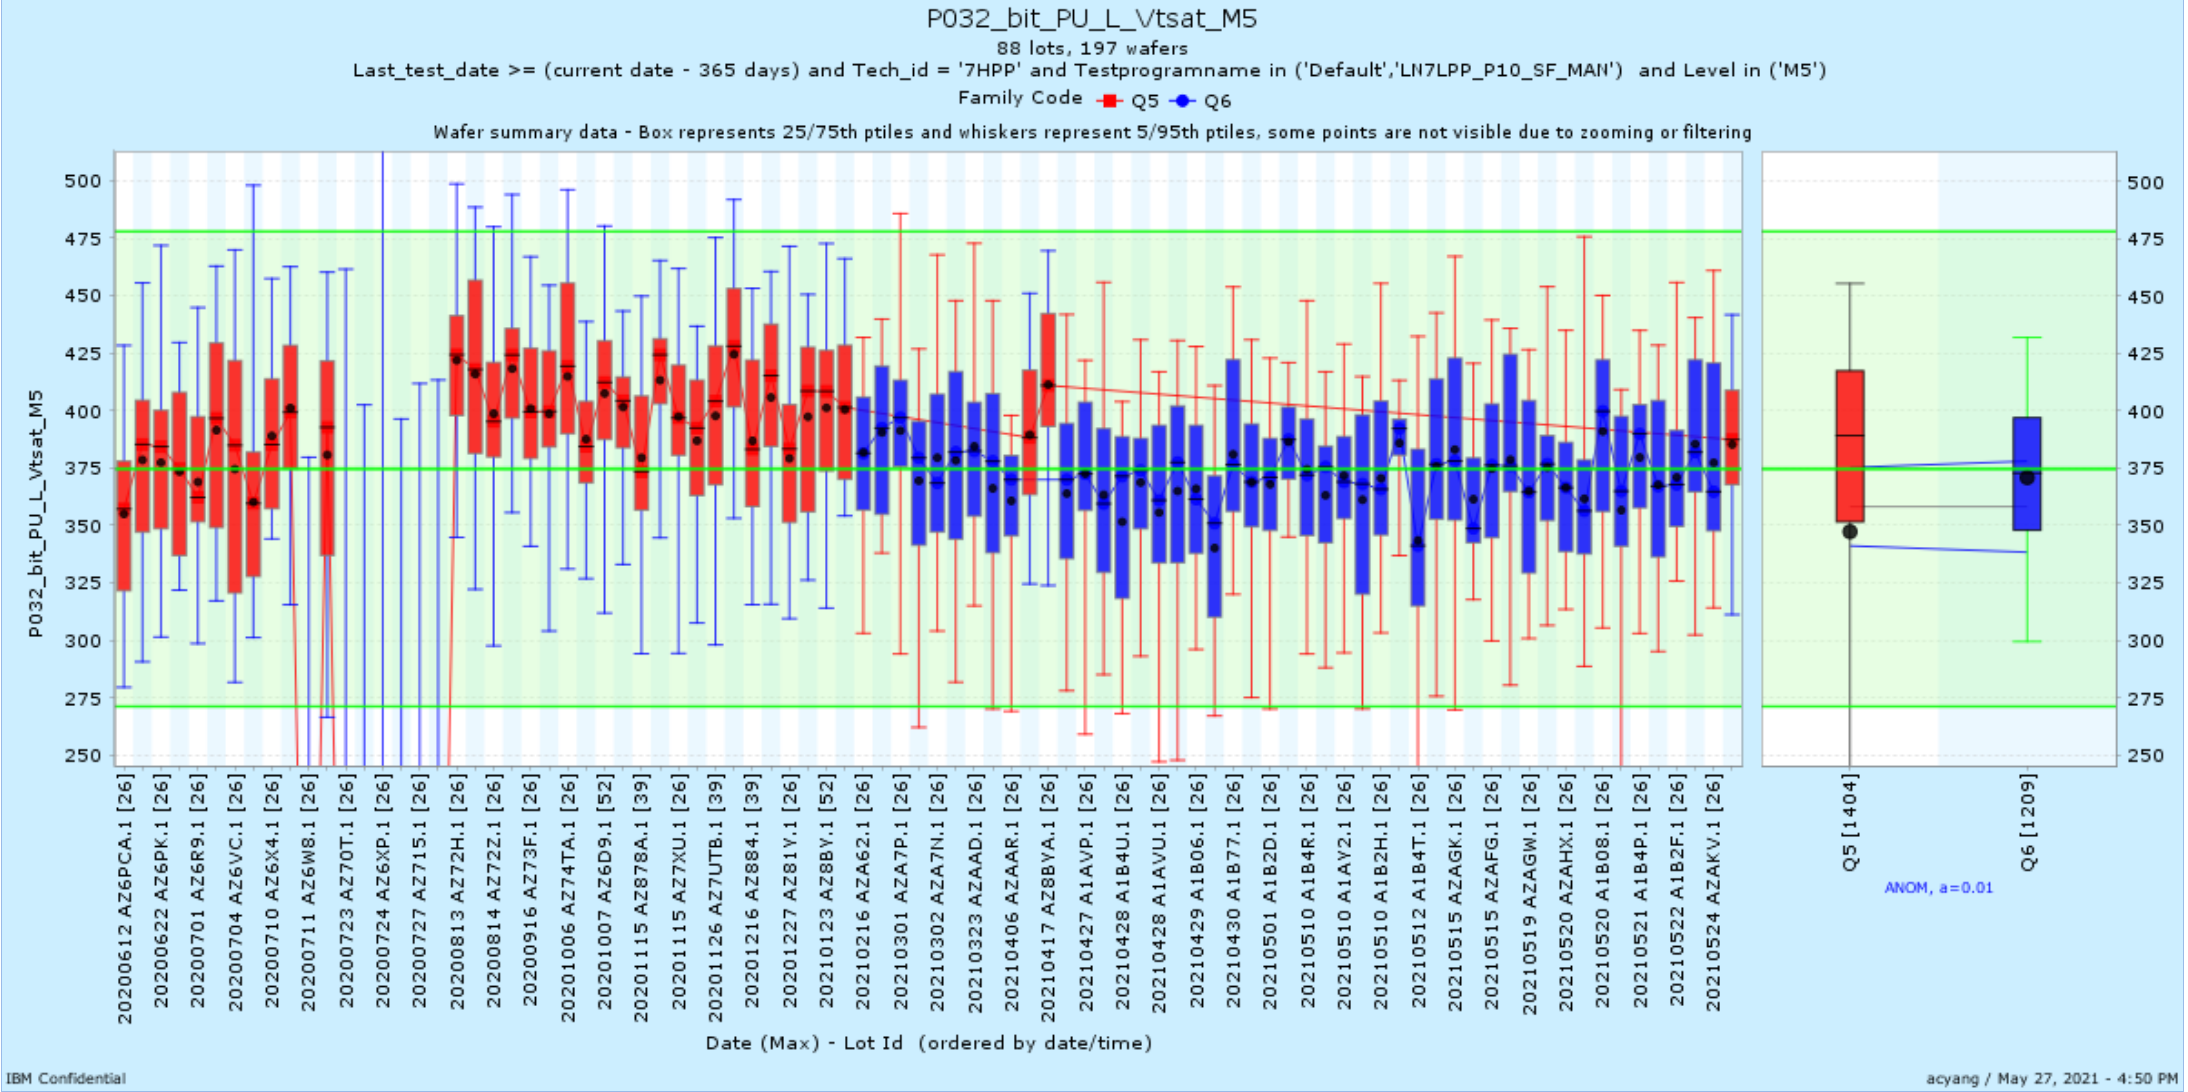 P032_bit_PU_L_Vtsat_M5
88 lots, 197 wafers
Last_test_date >= (current date - 365 days) and Tech_id = '7HPP' and Testprogramname in ('Default','LN7LPP_P10_SF_MAN')  and Level in ('M5')
Family Code Q5 Q6
Wafer summary data - Box represents 25/75th ptiles and whiskers represent 5/95th ptiles, some points are not visible due to zooming or filtering
P032_bit_PU_L_Vtsat_M5
500
475
450
425
400
375
350
325
300
275
250
500
475
450
425
400
375
350
325
300
275
250
20200612 AZ6PCA.1 [26]
20200622 AZ6PK.1 [26]
20200701 AZ6R9.1 [26]
20200704 AZ6VC.1 [26]
20200710 AZ6X4.1 [26]
20200711 AZ6W8.1 [26]
20200723 AZ70T.1 [26]
20200724 AZ6XP.1 [26]
20200727 AZ715.1 [26]
20200813 AZ72H.1 [26]
20200814 AZ72Z.1 [26]
20200916 AZ73F.1 [26]
20201006 AZ74TA.1 [26]
20201007 AZ6D9.1 [52]
20201115 AZ878A.1 [39]
20201115 AZ7XU.1 [26]
20201126 AZ7UTB.1 [39]
20201216 AZ884.1 [39]
20201227 AZ81Y.1 [26]
20210123 AZ8BY.1 [52]
20210216 AZA62.1 [26]
20210301 AZA7P.1 [26]
20210302 AZA7N.1 [26]
20210323 AZAAD.1 [26]
20210406 AZAAR.1 [26]
20210417 AZ8BYA.1 [26]
20210427 A1AVP.1 [26]
20210428 A1B4U.1 [26]
20210428 A1AVU.1 [26]
20210429 A1B06.1 [26]
20210430 A1B77.1 [26]
20210501 A1B2D.1 [26]
20210510 A1B4R.1 [26]
20210510 A1AY2.1 [26]
20210510 A1B2H.1 [26]
20210512 A1B4T.1 [26]
20210515 AZAGK.1 [26]
20210515 AZAFG.1 [26]
20210519 AZAGW.1 [26]
20210520 AZAHX.1 [26]
20210520 A1B08.1 [26]
20210521 A1B4P.1 [26]
20210522 A1B2F.1 [26]
20210524 AZAKV.1 [26]
Q5 [1404]
Q6 [1209]
ANOM, a=0.01
Date (Max) - Lot Id  (ordered by date/time)
IBM Confidential
acyang / May 27, 2021 - 4:50 PM